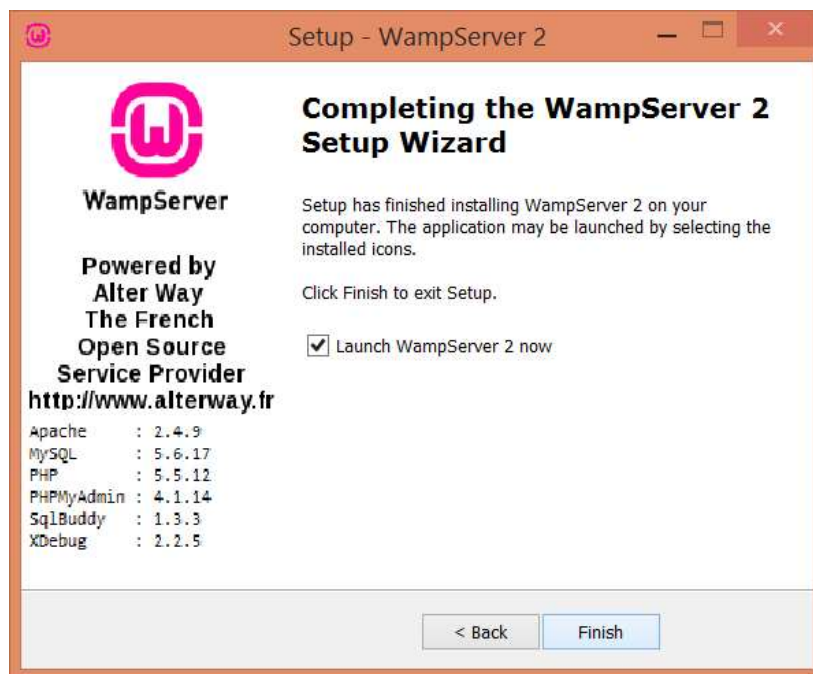 Setup - WampServer 2
WampServer
Powered by
Alter Way
The French
Open Source
Service Provider
http://www.alterway.fr
Apache : 2.4.9
MySQL : 5.6.17
PHP : 5.5.12
PHPMyAdmin : 4.1.14
SqlBuddy : 1.3.3
XDebug : 2.2.5
Completing the WampServer 2
Setup Wizard
Setup has finished installing WampServer 2 on your
computer. The application may be launched by selecting the
installed icons.
Click Finish to exit Setup.
Launch WampServer 2 now
< Back
Finish